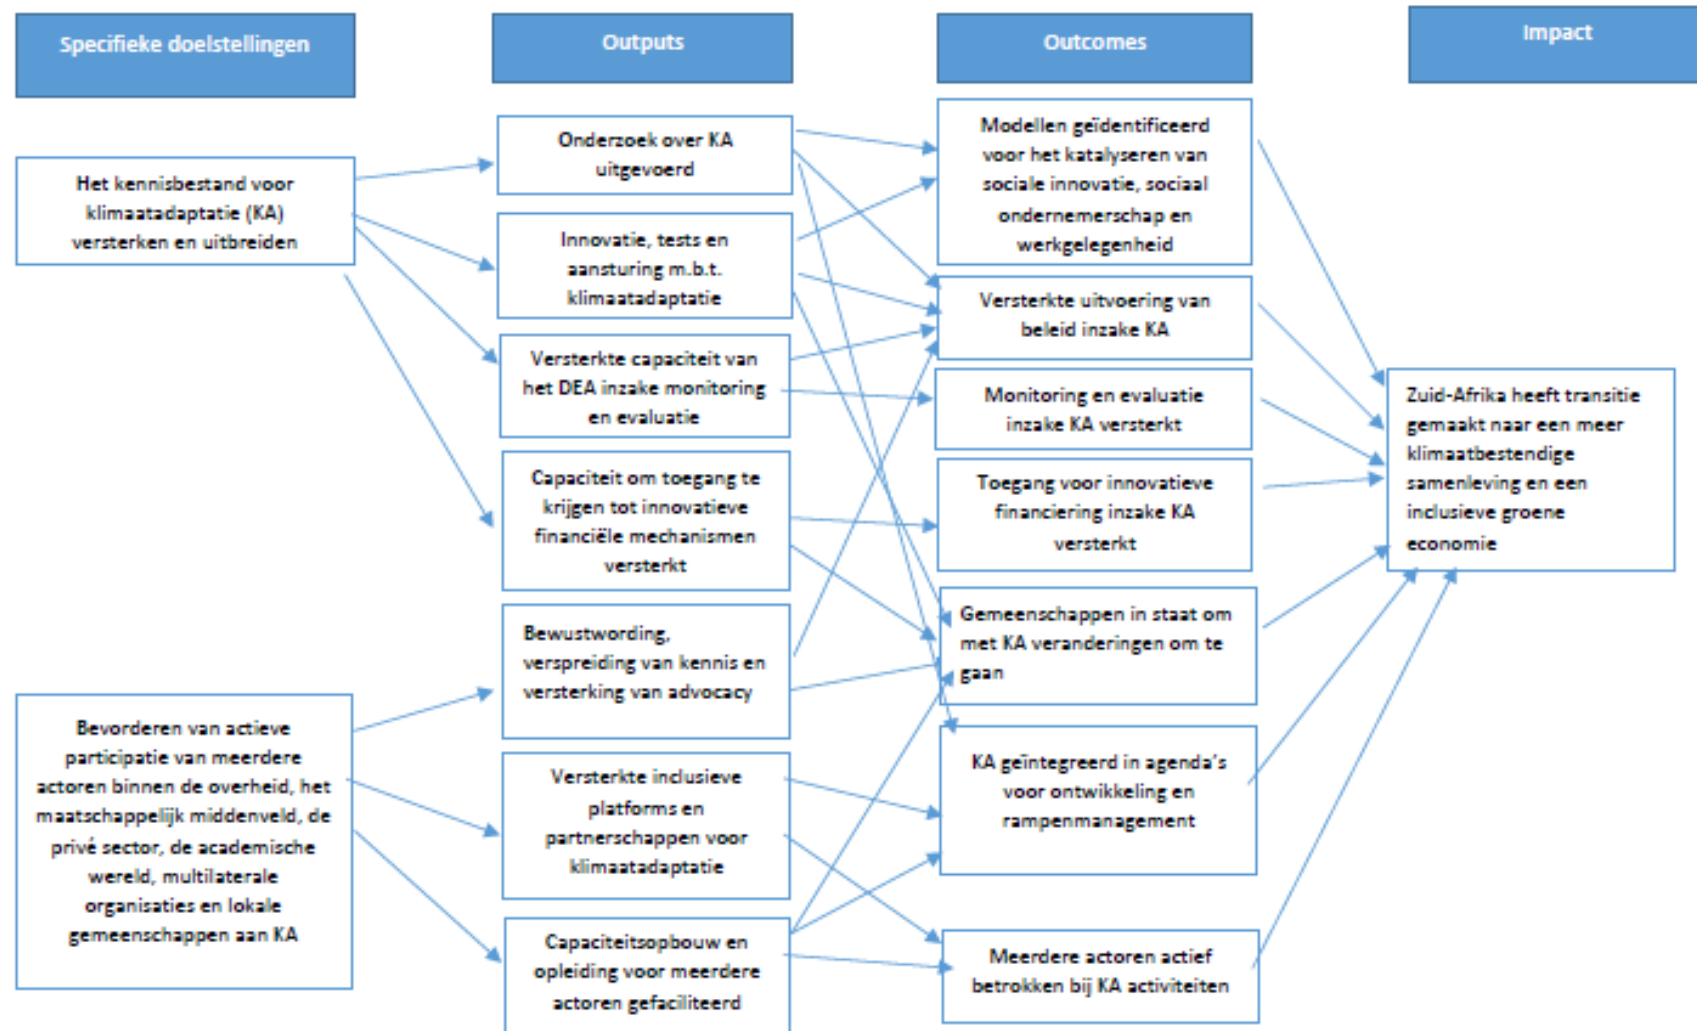 Specifieke doelstellingen
Outputs
Outcomes
Impact
Het kennisbestand voor
klimaatadaptatie (KA)
versterken en uitbreiden
Bevorderen van actieve
participatie van meerdere
actoren binnen de overheid, het
maatschappelijk middenveld, de
privé sector, de academische
wereld, multilaterale
organisaties en lokale
gemeenschappen aan KA
Onderzoek over KA
uitgevoerd
Innovatie, tests en
aansturing m.b.t.
klimaatadaptatie
Versterkte capaciteit van
het DEA inzake monitoring
en evaluatie
Capaciteit om toegang te
krijgen tot innovatieve
financiële mechanismen
versterkt
Bewustwording,
verspreiding van kennis en
versterking van advocacy
Versterkte inclusieve
platforms en
partnerschappen voor
klimaatadaptatie
Capaciteitsopbouw en
opleiding voor meerdere
actoren gefaciliteerd
Modellen geïdentificeerd
voor het katalyseren van
sociale innovatie, sociaal
ondernemerschap en
werkgelegenheid
Versterkte uitvoering van
beleid inzake KA
Monitoring en evaluatie
inzake KA versterkt
Toegang voor innovatieve
financiering inzake KA
versterkt
Gemeenschappen in staat om
met KA veranderingen om te
gaan
KA geïntegreerd in agenda's
voor ontwikkeling en
rampenmanagement
Meerdere actoren actief
betrokken bij KA activiteiten
Zuid-Afrika heeft transitie
gemaakt naar een meer
klimaatbestendige
samenleving en een
inclusieve groene
economie